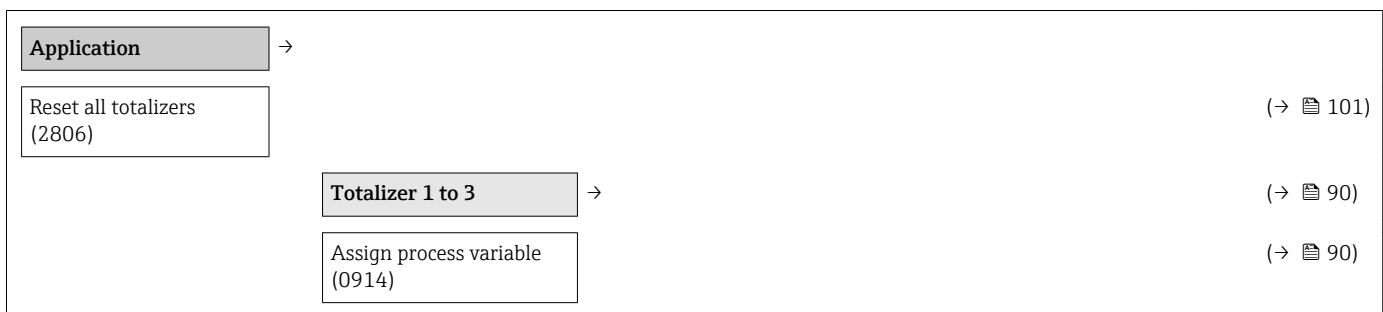 Application →
Reset all totalizers (→ 101)
(2806)
Totalizer 1 to 3 → (→ 90)
Assign process variable (→ 90)
(0914)